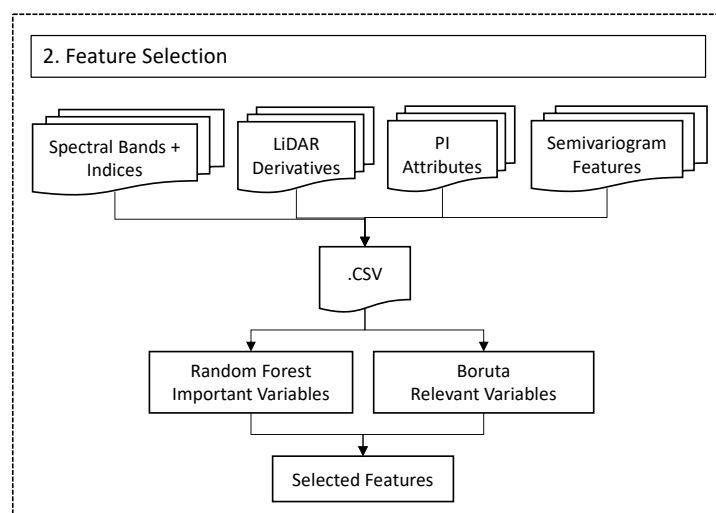 2. Feature Selection
Spectral Bands +
Indices
LiDAR
Derivatives
PI
Attributes
Semivariogram
Features
.CSV
Random Forest
Important Variables
Boruta
Relevant Variables
Selected Features